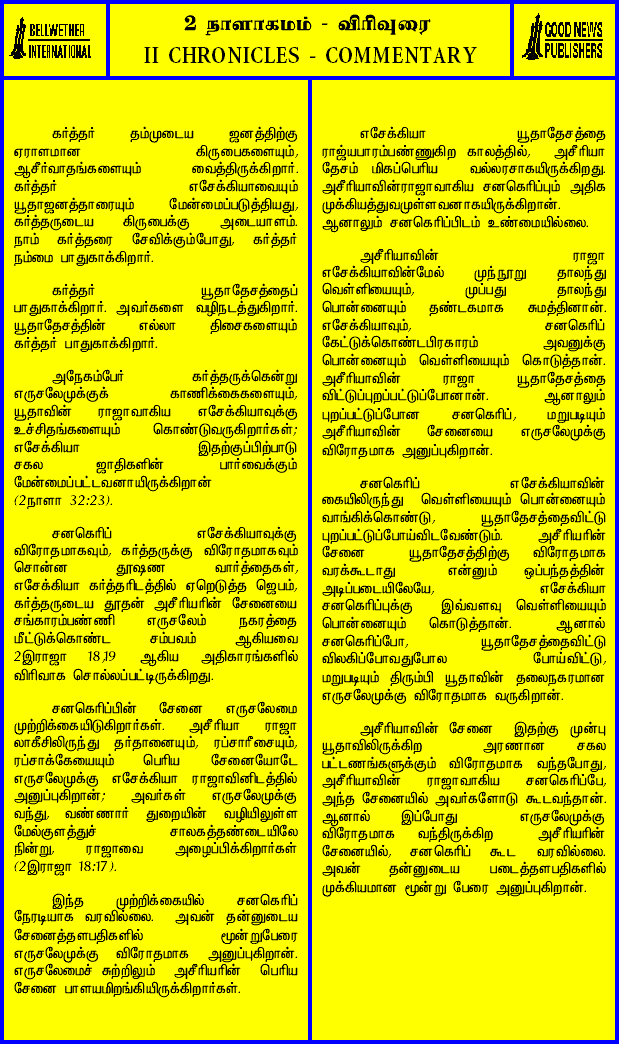 BELLWETHER
INTERNATIONAL
2 நாளாகமம் - விரிவுரை
II CHRONICLES - COMMENTARY
GOOD NEWS
PUBLISHERS
கர்த்தர் தம்முடைய ஜனத்திற்கு
ஏராளமான கிருபைகளையும்,
ஆசீர்வாதங்களையும் வைத்திருக்கிறார்.
கர்த்தர் எசேக்கியாவையும்
யூதாஜனத்தாரையும் மேன்மைப்படுத்தியது,
கர்த்தருடைய கிருபைக்கு அடையாளம்.
நாம் கர்த்தரை சேவிக்கும்போது, கர்த்தர்
நம்மை பாதுகாக்கிறார்.
கர்த்தர் யூதாதேசத்தைப்
பாதுகாக்கிறார். அவர்களை வழிநடத்துகிறார்.
யூதாதேசத்தின் எல்லா திசைகளையும்
கர்த்தர் பாதுகாக்கிறார்.
அநேகம்பேர் கர்த்தருக்கென்று
எருசலேமுக்குக் காணிக்கைகளையும்,
யூதாவின் ராஜாவாகிய எசேக்கியாவுக்கு
உச்சிதங்களையும் கொண்டுவருகிறார்கள்;
எசேக்கியா இதற்குப்பிற்பாடு
சகல ஜாதிகளின் பார்வைக்கும்
மேன்மைப்பட்டவனாயிருக்கிறான்
(2நாளா 32:23).
சனகெரிப் எசேக்கியாவுக்கு
விரோதமாகவும், கர்த்தருக்கு விரோதமாகவும்
சொன்ன தூஷண வார்த்தைகள்,
எசேக்கியா கர்த்தரிடத்தில் ஏறெடுத்த ஜெபம்,
கர்த்தருடைய தூதன் அசீரியரின் சேனையை
சங்காரம்பண்ணி எருசலேம் நகரத்தை
மீட்டுக்கொண்ட சம்பவம் ஆகியவை
2இராஜா 18,19 ஆகிய அதிகாரங்களில்
விரிவாக சொல்லப்பட்டிருக்கிறது.
சனகெரிப்பின் சேனை எருசலேமை
முற்றிக்கையிடுகிறார்கள். அசீரியா ராஜா
லாகீசிலிருந்து தர்தானையும், ரப்சாரீசையும்,
ரப்சாக்கேயையும் பெரிய சேனையோடே
எருசலேமுக்கு எசேக்கியா ராஜாவினிடத்தில்
அனுப்புகிறான்; அவர்கள் எருசலேமுக்கு
வந்து, வண்ணார் துறையின் வழியிலுள்ள
மேல்குளத்துச் சாலகத்தண்டையிலே
நின்று, ராஜாவை அழைப்பிக்கிறார்கள்
(2இராஜா 18:17).
இந்த முற்றிக்கையில் சனகெரிப்
நேரடியாக வரவில்லை. அவன் தன்னுடைய
சேனைத்தளபதிகளில் மூன்றுபேரை
எருசலேமுக்கு விரோதமாக அனுப்புகிறான்.
எருசலேமைச் சுற்றிலும் அசீரியரின் பெரிய
சேனை பாளயமிறங்கியிருக்கிறார்கள்.
எசேக்கியா யூதாதேசத்தை
ராஜ்யபாரம்பண்ணுகிற காலத்தில், அசீரியா
தேசம் மிகப்பெரிய வல்லரசாகயிருக்கிறது.
அசீரியாவின்ராஜாவாகிய சனகெரிப்பும் அதிக
முக்கியத்துவமுள்ளவனாகயிருக்கிறான்.
ஆனாலும் சனகெரிப்பிடம் உண்மையில்லை.
அசீரியாவின் ராஜா
எசேக்கியாவின்மேல் முந்நூறு தாலந்து
வெள்ளியையும், முப்பது தாலந்து
பொன்னையும் தண்டகமாக சுமத்தினான்.
எசேக்கியாவும், சனகெரிப்
கேட்டுக்கொண்டபிரகாரம் அவனுக்கு
பொன்னையும் வெள்ளியையும் கொடுத்தான்.
அசீரியாவின் ராஜா யூதாதேசத்தை
விட்டுப்புறப்பட்டுப்போனான். ஆனாலும்
புறப்பட்டுபோன சனகெரிப், மறுபடியும்
அசீரியாவின் சேனையை எருசலேமுக்கு
விரோதமாக அனுப்புகிறான்.
சனகெரிப் எசேக்கியாவின்
கையிலிருந்து வெள்ளியையும் பொன்னையும்
வாங்கிக்கொண்டு, யூதாதேசத்தைவிட்டு
புறப்பட்டுப்போய்விடவேண்டும். அசீரியரின்
சேனை யூதாதேசத்திற்கு விரோதமாக
வரக்கூடாது என்னும் ஒப்பந்தத்தின்
அடிப்படையிலேயே, எசேக்கியா
சனகெரிப்புக்கு இவ்வளவு வெள்ளியையும்
பொன்னையும் கொடுத்தான். ஆனால்
சனகெரிப்போ, யூதாதேசத்தைவிட்டு
விலகிப்போவதுபோல போய்விட்டு,
மறுபடியும் திரும்பி யூதாவின் தலைநகரமான
எருசலேமுக்கு விரோதமாக வருகிறான்.
அசீரியாவின் சேனை இதற்கு முன்பு
யூதாவிலிருக்கிற அரணான சகல
பட்டணங்களுக்கும் விரோதமாக வந்தபோது,
அசீரியாவின் ராஜாவாகிய சனகெரிப்பே,
அந்த சேனையில் அவர்களோடு கூடவந்தான்.
ஆனால் இப்போது எருசலேமுக்கு
விரோதமாக வந்திருக்கிற அசீரியரின்
சேனையில், சனகெரிப் கூட வரவில்லை.
அவன் தன்னுடைய படைத்தளபதிகளில்
முக்கியமான மூன்று பேரை அனுப்புகிறான்.